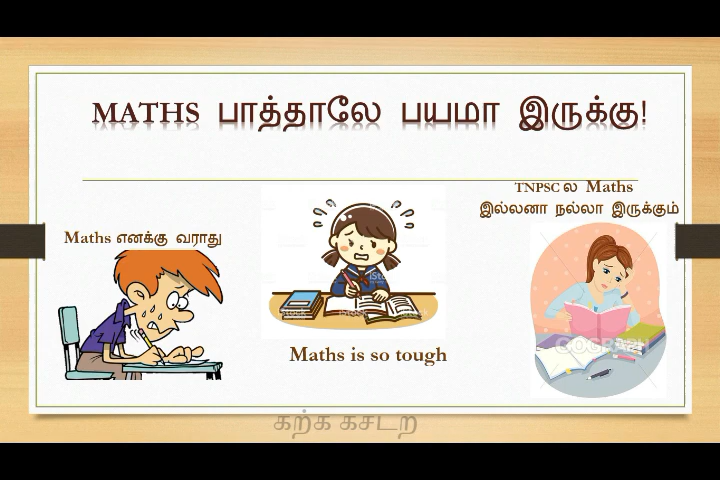 MATHS பாத்தாலே பயமா இருக்கு!
TNPSC ல Maths
இல்லனா நல்லா இருக்கும்
Maths எனக்கு வராது
Maths is so tough
கற்க கசடற